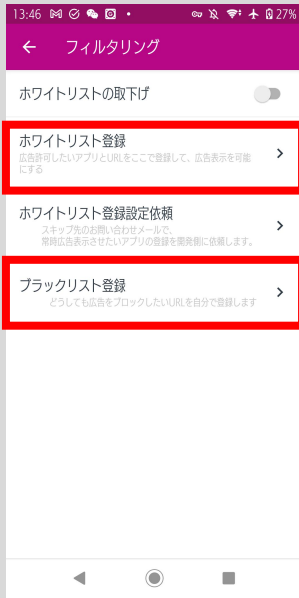 13:46 27%
フィルタリング
ホワイトリストの取下げ
ホワイトリスト登録
広告許可したいアプリとURLをここで登録して、広告表示を可能
にする
ホワイトリスト登録設定依頼
スキップ先のお問い合わせメールで、
常時広告表示させたいアプリの登録を開発側に依頼します。
ブラックリスト登録
どうしても広告をブロックしたいURLを自分で登録します